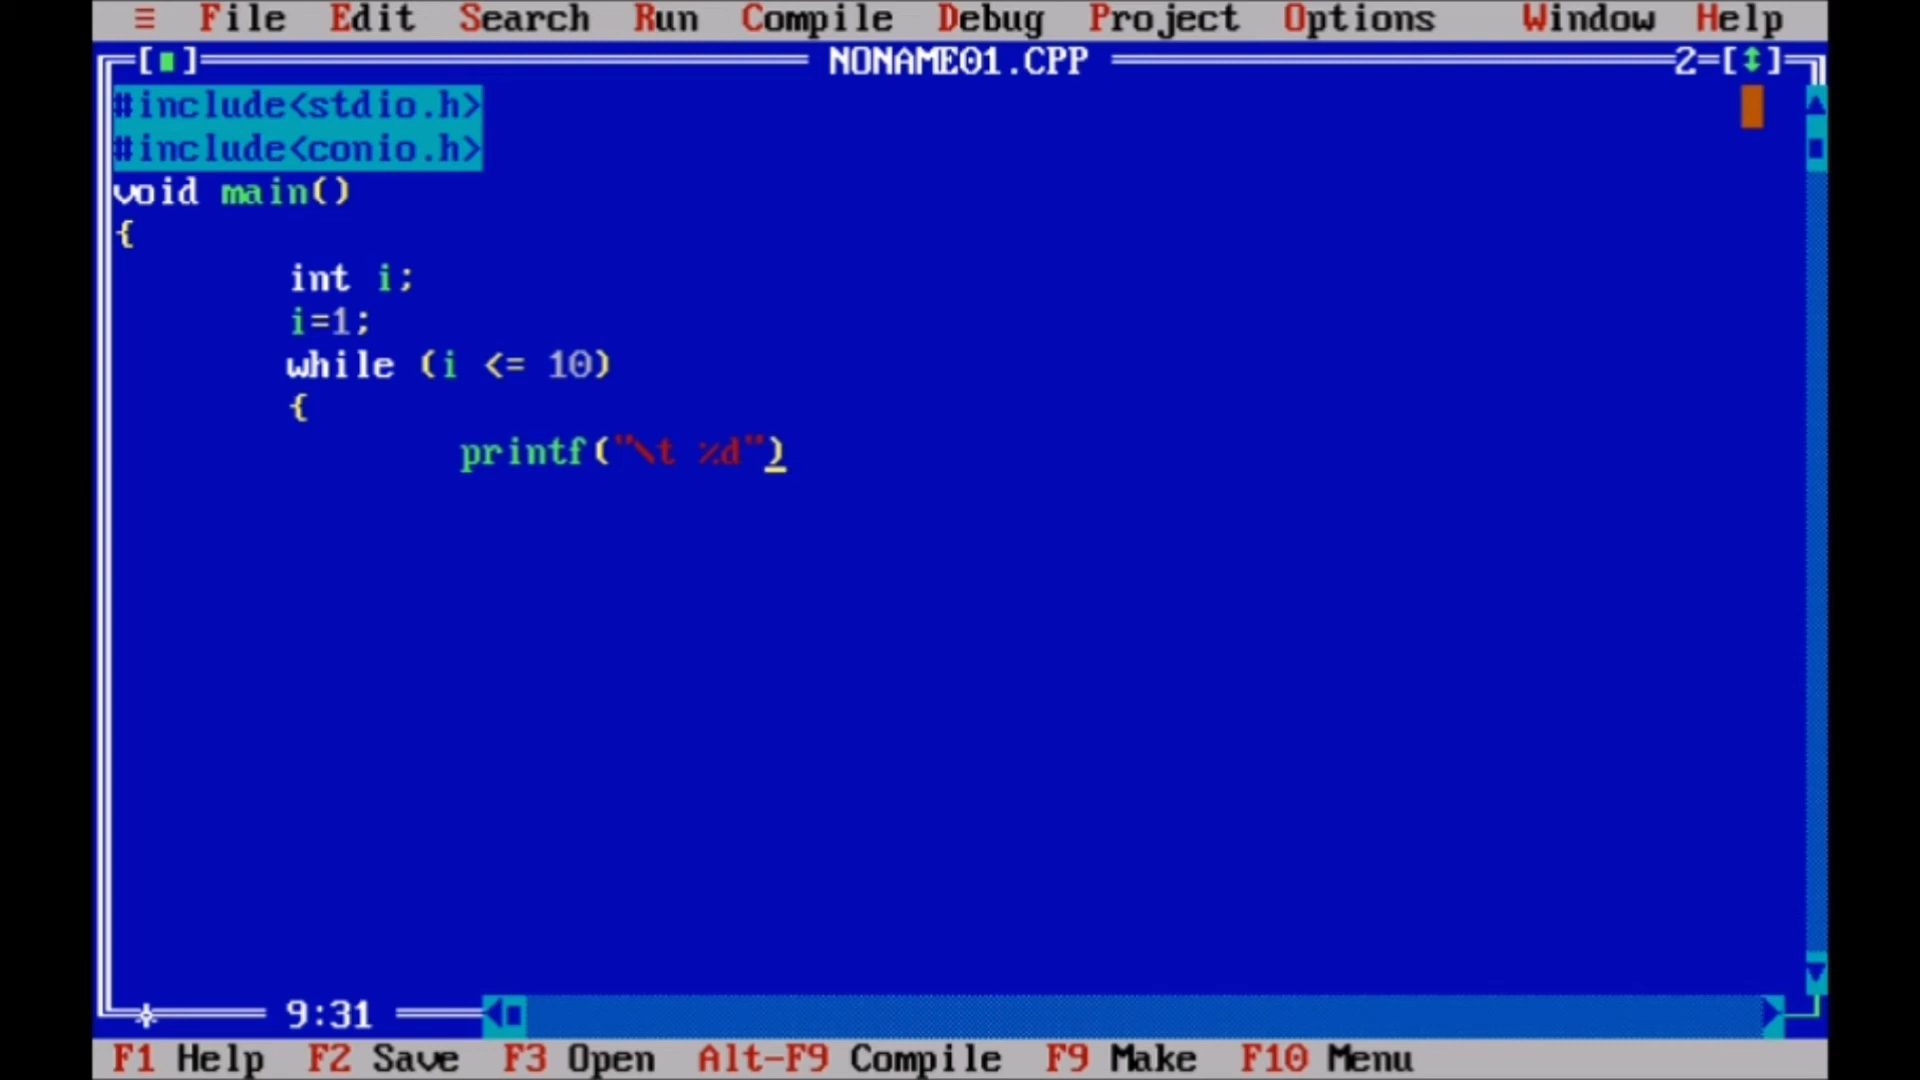 ≡ File Edit Search Run Compile Debug Project Options Window Help
[■] NONAME01.CPP 2=[↕]
#include<stdio.h>
#include<conio.h>
void main()
{
int i;
i=1;
while (i <= 10)
{
printf("\t %d")
9:31
F1 Help F2 Save F3 Open Alt-F9 Compile F9 Make F10 Menu